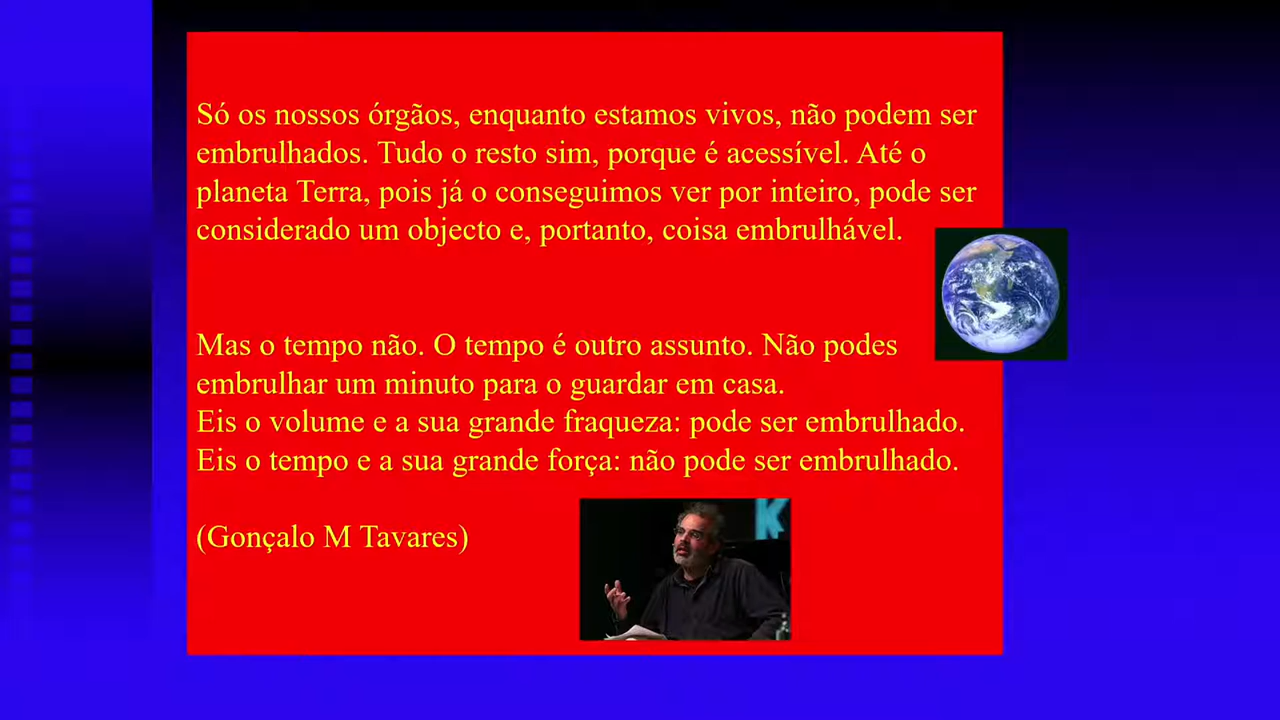 Só os nossos órgãos, enquanto estamos vivos, não podem ser
embrulhados. Tudo o resto sim, porque é acessível. Até o
planeta Terra, pois já o conseguimos ver por inteiro, pode ser
considerado um objecto e, portanto, coisa embrulhável.
Mas o tempo não. O tempo é outro assunto. Não podes
embrulhar um minuto para o guardar em casa.
Eis o volume e a sua grande fraqueza: pode ser embrulhado.
Eis o tempo e a sua grande força: não pode ser embrulhado.
K
(Gonçalo M Tavares)